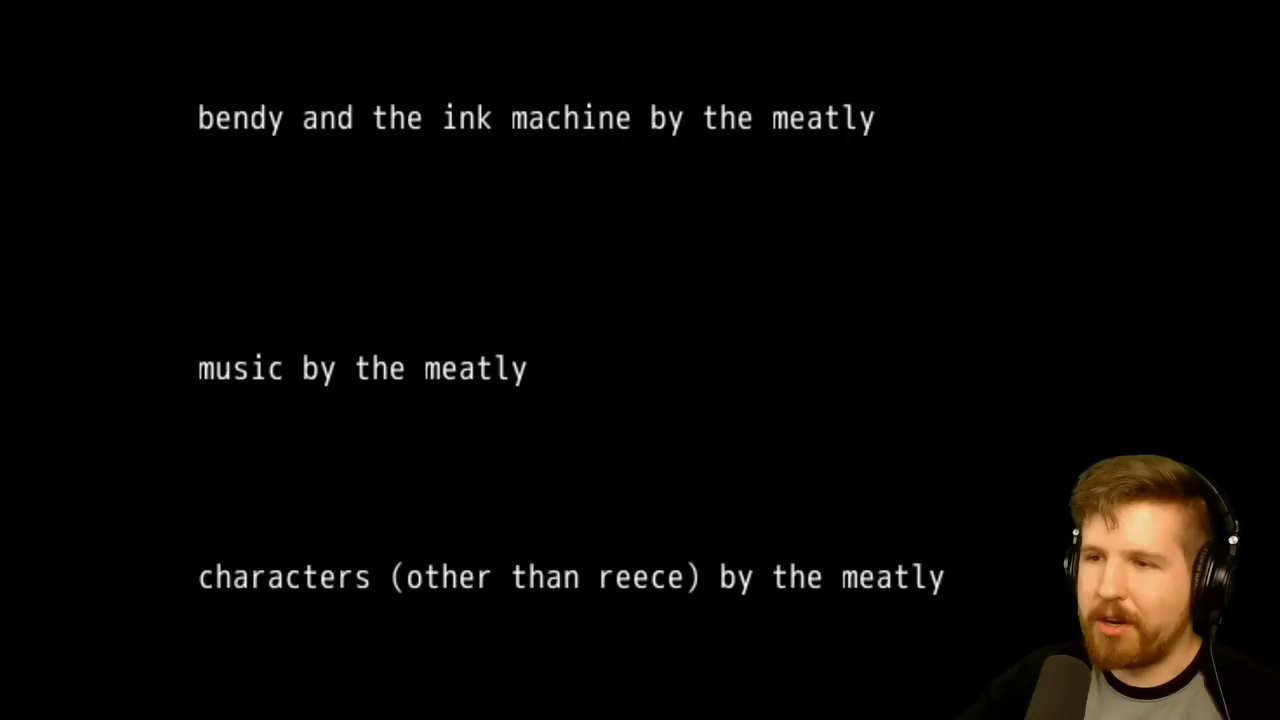 bendy and the ink machine by the meatly
music by the meatly
characters (other than reece) by the meatly